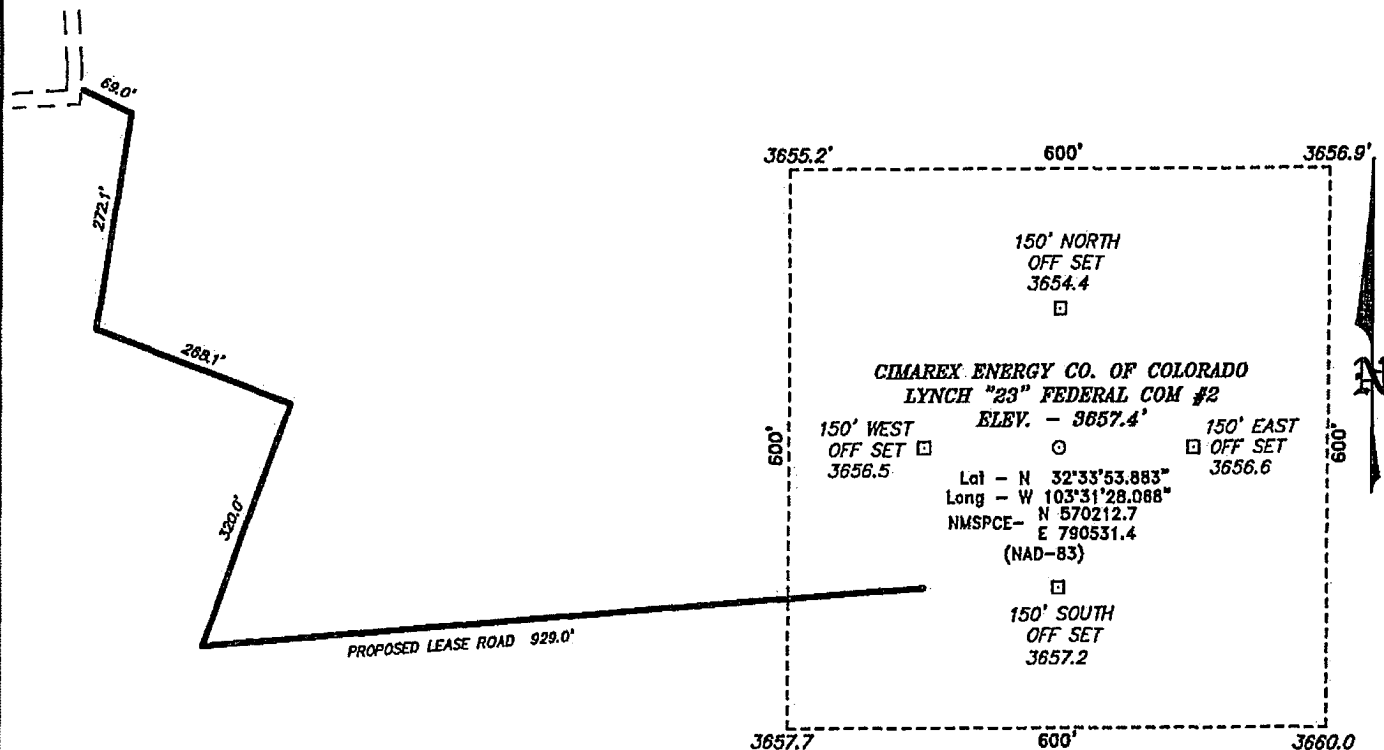 69.0'
3655.2'
600'
3656.9'
272.1'
150' NORTH
OFF SET
3654.4
N
268.1'
CIMAREX ENERGY CO. OF COLORADO
LYNCH "23" FEDERAL COM #2
ELEV. - 3657.4'
600'
150' WEST
OFF SET
3656.5
150' EAST
OFF SET
3656.6
600'
Lat - N 32°33'53.883"
Long - W 103°31'28.088"
NMSPCE- N 570212.7
E 790531.4
(NAD-83)
320.0'
150' SOUTH
OFF SET
3657.2
PROPOSED LEASE ROAD 929.0'
3657.7
600'
3660.0